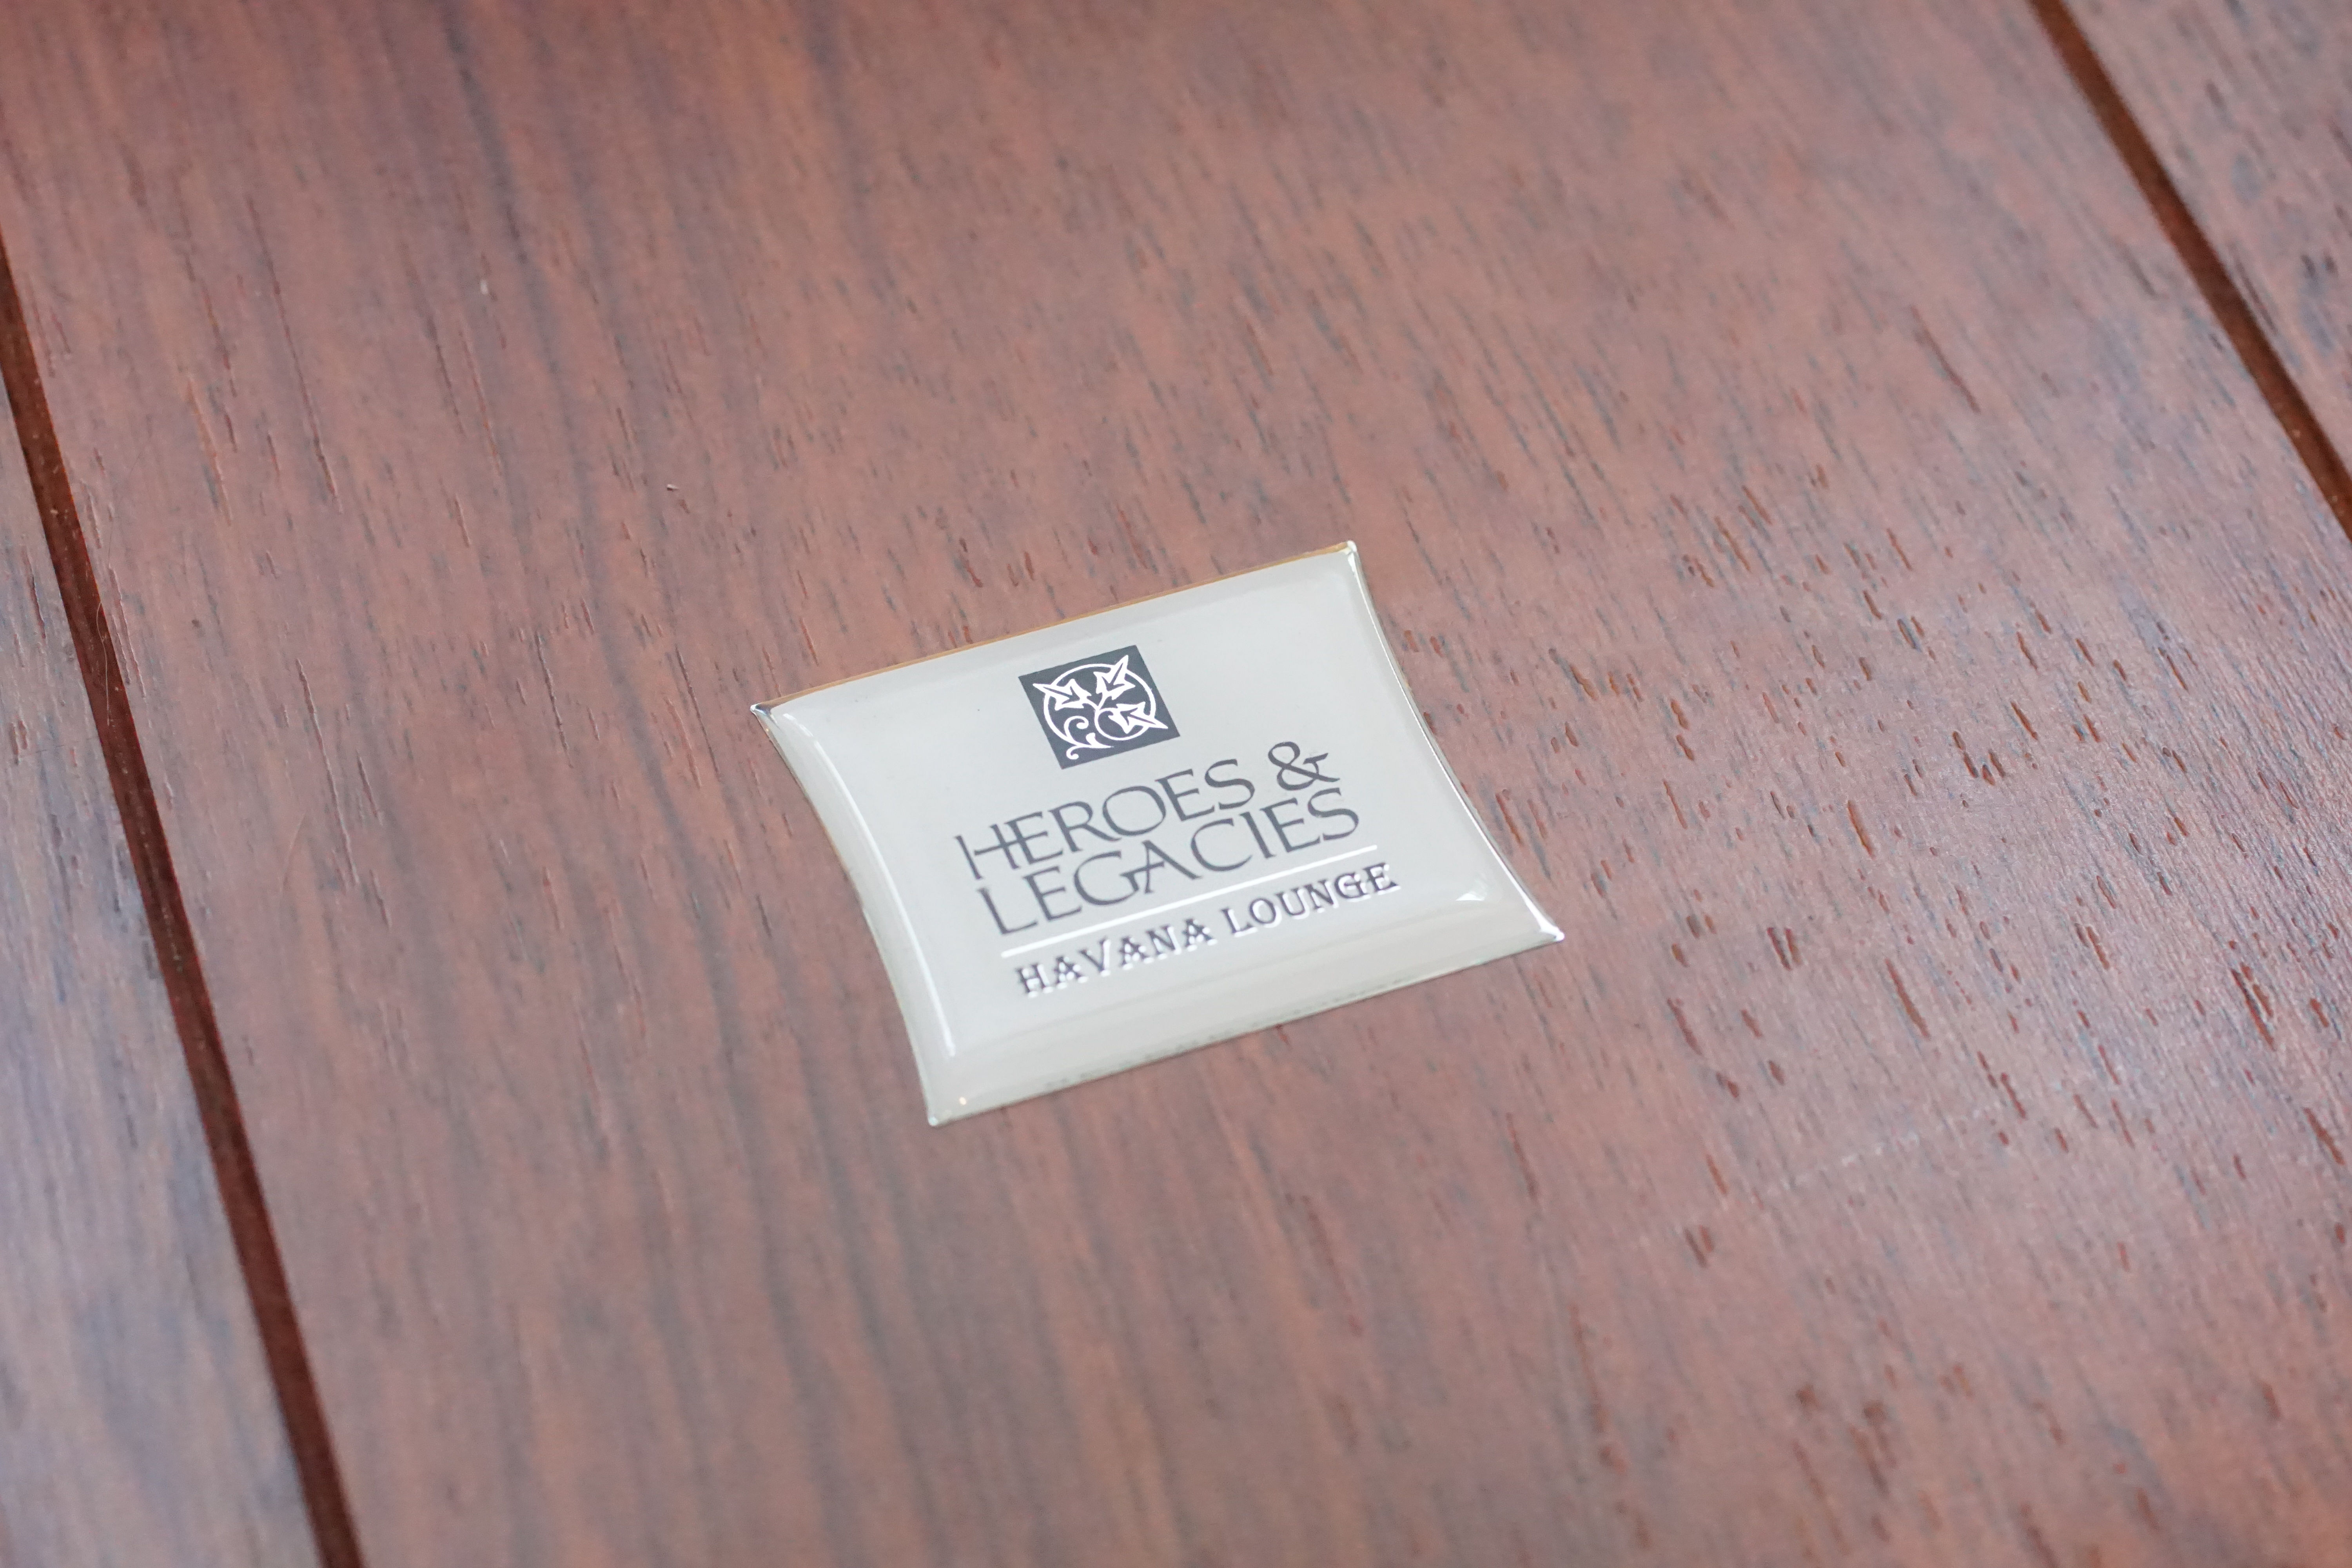 HEROES &
LEGACIES
HAVANA LOUNGE